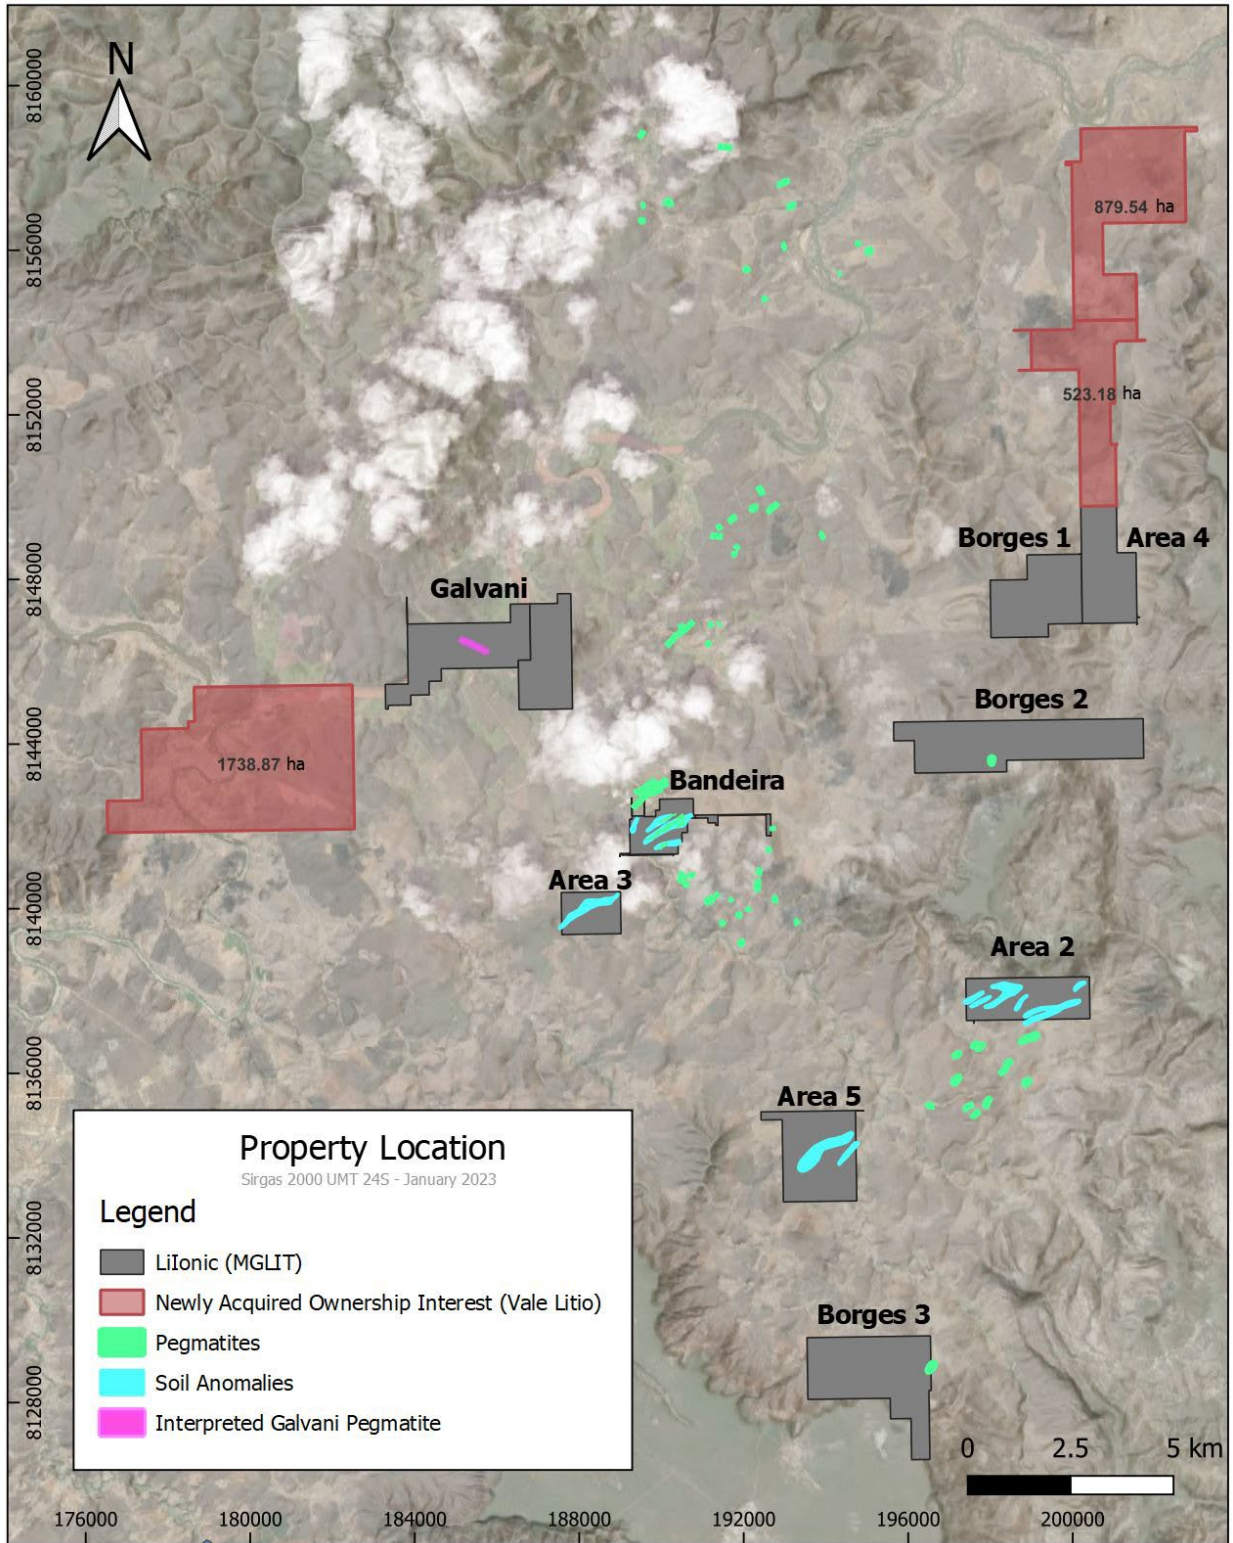 N
8160000
8156000
8152000
8148000
8144000
8140000
8136000
8132000
8128000
879.54 ha
523.18 ha
Borges 1
Area 4
Galvani
Borges 2
1738.87 ha
Bandeira
Area 3
Area 2
Area 5
Borges 3
Property Location
Sirgas 2000 UMT 24S - January 2023
Legend
LiIonic (MGLIT)
Newly Acquired Ownership Interest (Vale Litio)
Pegmatites
Soil Anomalies
Interpreted Galvani Pegmatite
0 2.5 5 km
176000 180000 184000 188000 192000 196000 200000